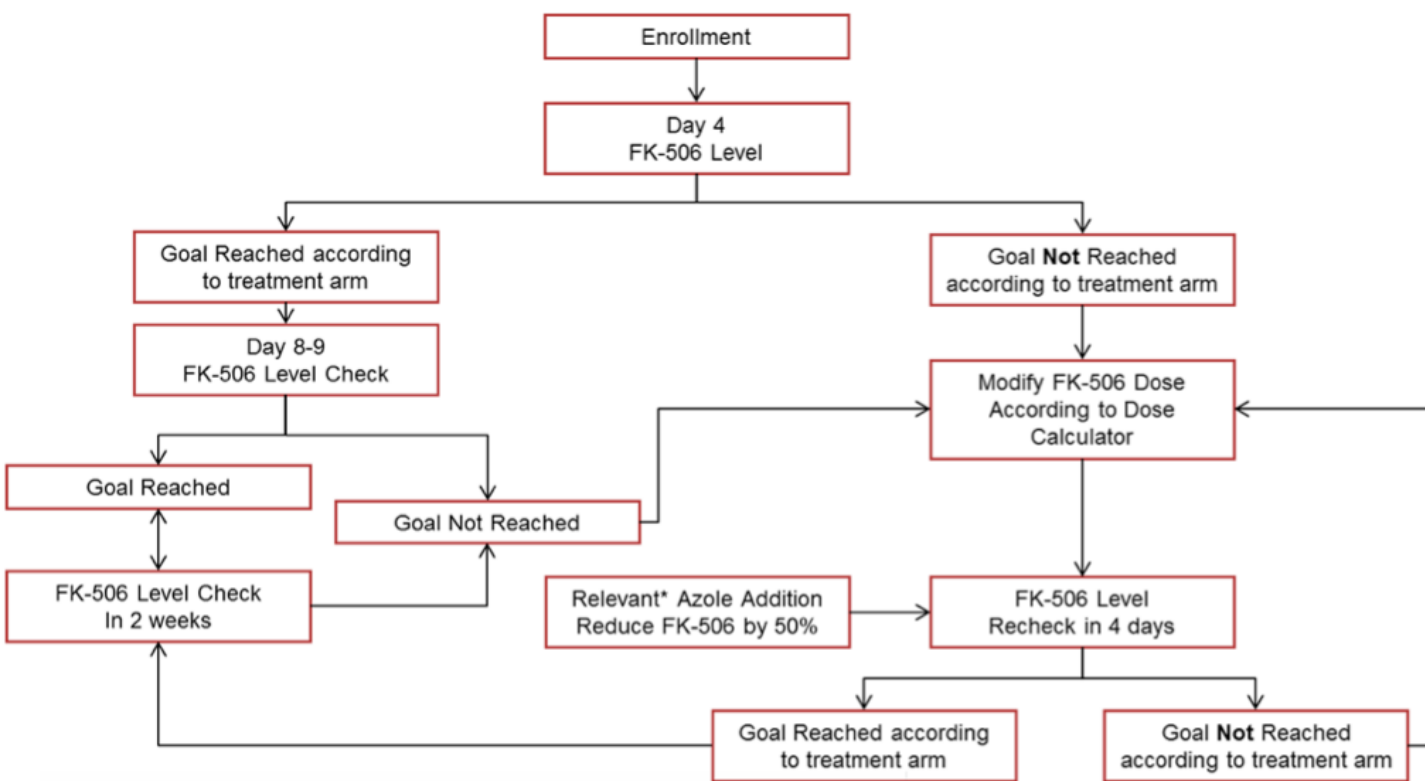 Enrollment
Day 4
FK-506 Level
Goal Reached according
to treatment arm
Goal Not Reached
according to treatment arm
Day 8-9
FK-506 Level Check
Modify FK-506 Dose
According to Dose
Calculator
Goal Reached
Goal Not Reached
FK-506 Level Check
In 2 weeks
Relevant* Azole Addition
Reduce FK-506 by 50%
FK-506 Level
Recheck in 4 days
Goal Reached according
to treatment arm
Goal Not Reached
according to treatment arm